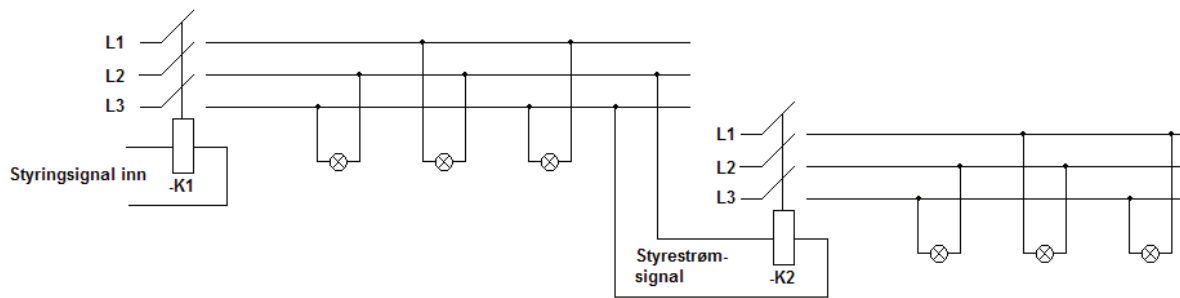 L1
L2
L3
Styringsignal inn
-K1
L1
L2
L3
Styrestrøm-
signal
-K2